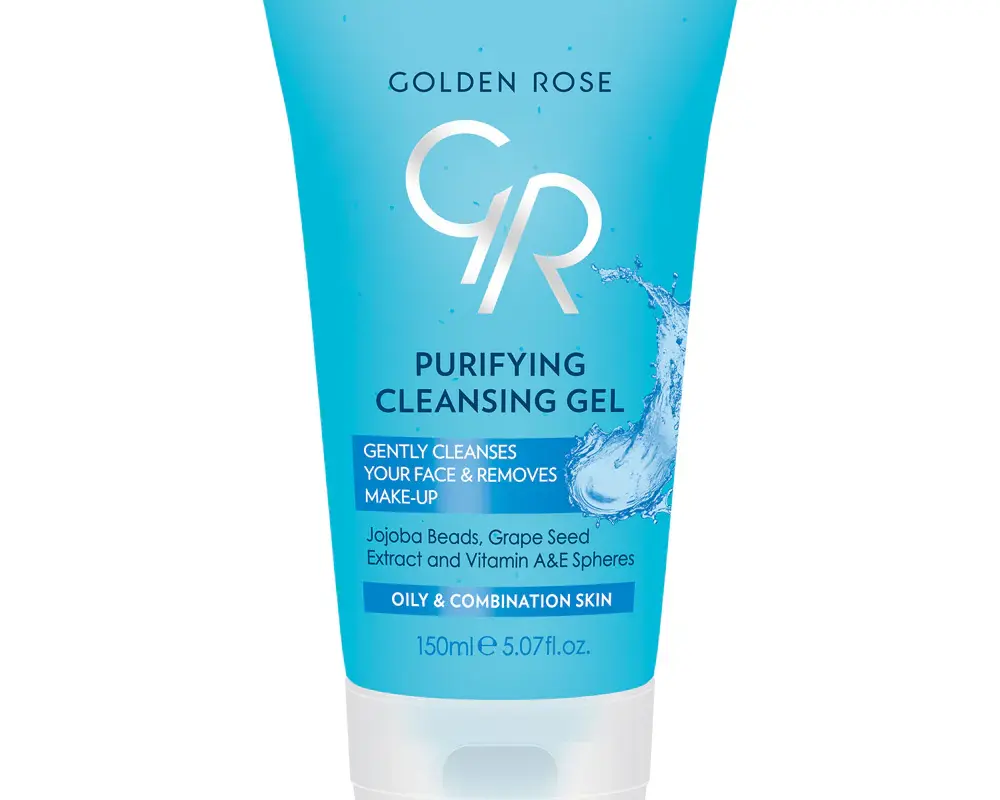 GOLDEN ROSE
GR
PURIFYING
CLEANSING GEL
GENTLY CLEANSES
YOUR FACE & REMOVES
MAKE-UP
Jojoba Beads, Grape Seed
Extract and Vitamin A&E Spheres
OILY & COMBINATION SKIN
150ml ℮ 5.07fl.oz.